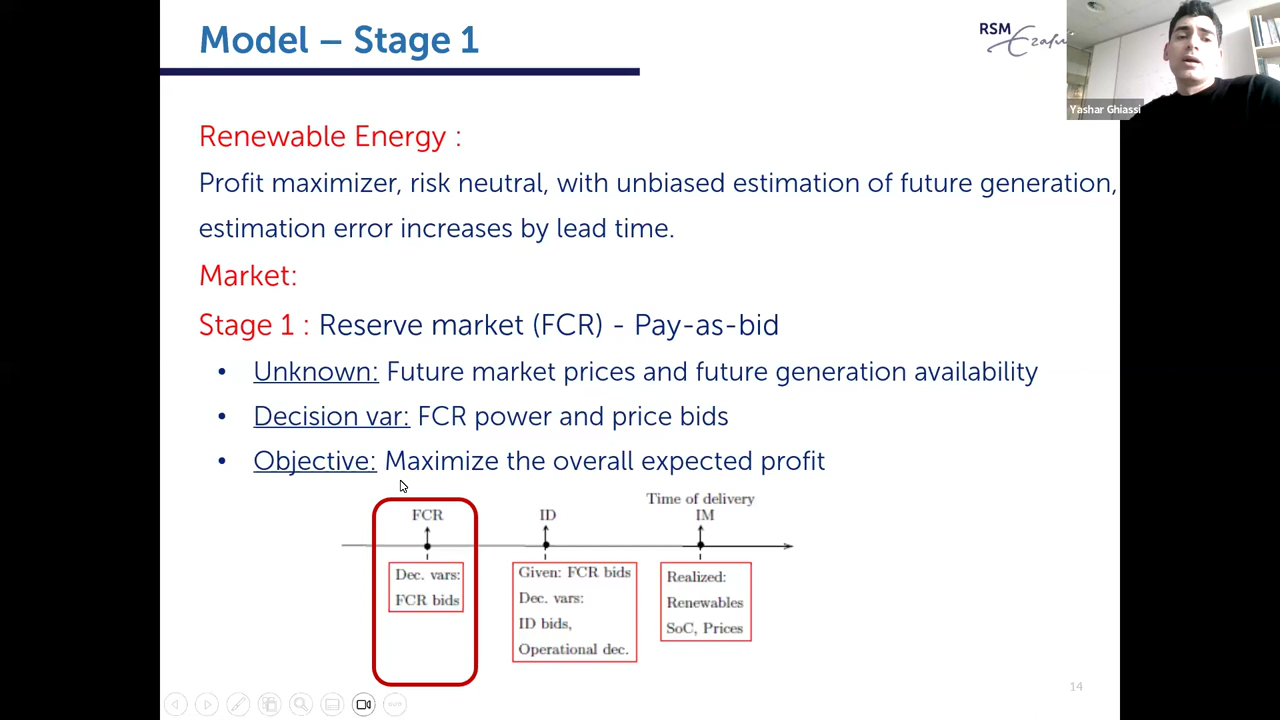 Model – Stage 1
RSM
Erasmus
Yashar Ghiassi
Renewable Energy :
Profit maximizer, risk neutral, with unbiased estimation of future generation,
estimation error increases by lead time.
Market:
Stage 1 : Reserve market (FCR) - Pay-as-bid
• Unknown: Future market prices and future generation availability
• Decision var: FCR power and price bids
• Objective: Maximize the overall expected profit
Time of delivery
FCR ID IM
Dec. vars:
FCR bids
Given: FCR bids
Dec. vars:
ID bids,
Operational dec.
Realized:
Renewables
SoC, Prices
14